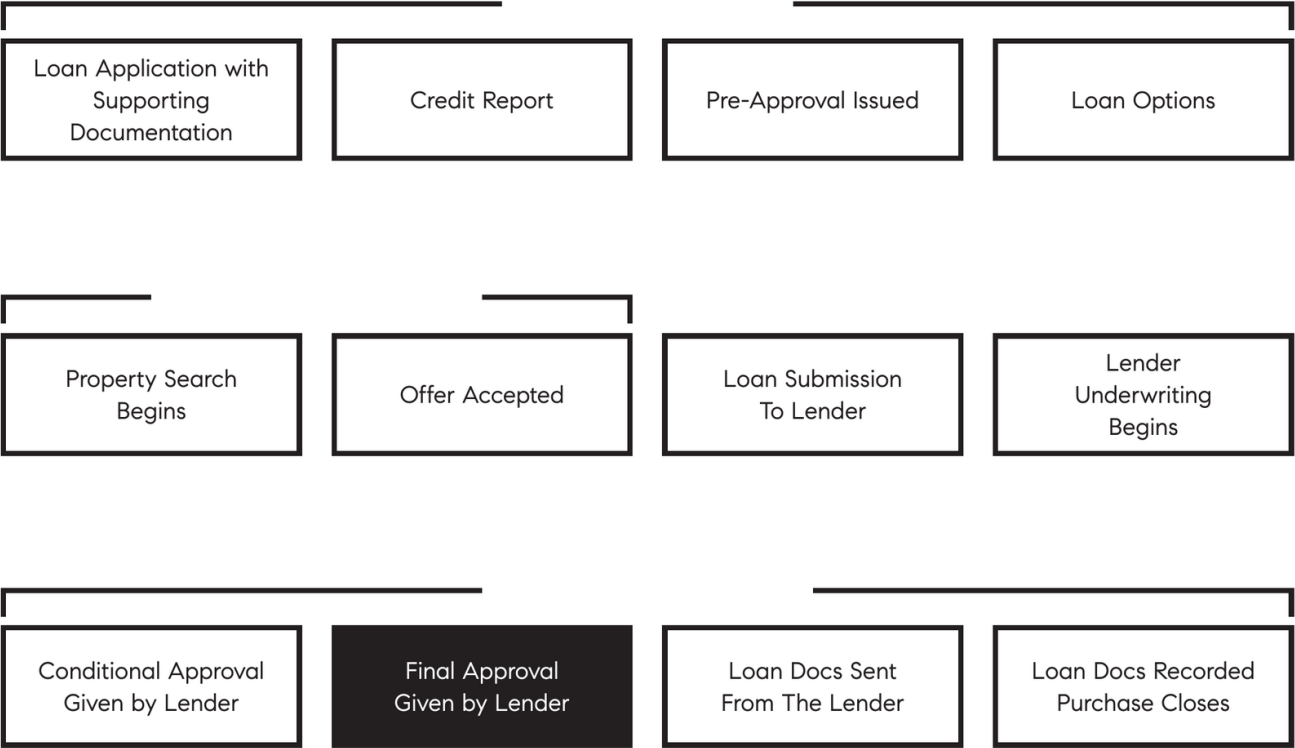 Loan Application with
Supporting
Documentation
Credit Report
Pre-Approval Issued
Loan Options
Property Search
Begins
Offer Accepted
Loan Submission
To Lender
Lender
Underwriting
Begins
Conditional Approval
Given by Lender
Final Approval
Given by Lender
Loan Docs Sent
From The Lender
Loan Docs Recorded
Purchase Closes